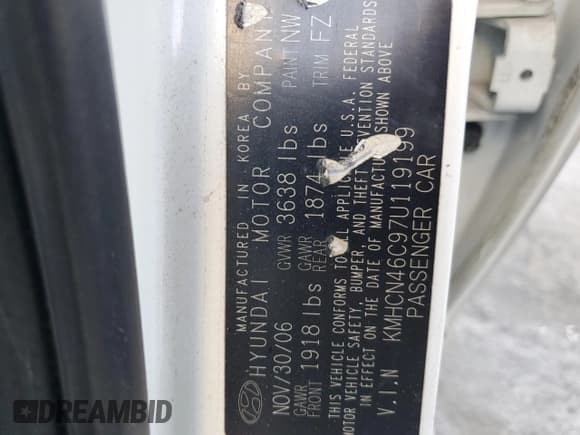 MANUFACTURED IN KOREA BY
HYUNDAI MOTOR COMPANY
NOV/30/06 GVWR 3638 lbs PAINT NW
GAWR FRONT 1918 lbs GAWR REAR 1874 lbs TRIM FZ
THIS VEHICLE CONFORMS TO ALL APPLICABLE U.S.A. FEDERAL
MOTOR VEHICLE SAFETY, BUMPER AND THEFT PREVENTION STANDARDS
IN EFFECT ON THE DATE OF MANUFACTURE SHOWN ABOVE
V.I.N KMHCN46C97U119199
PASSENGER CAR
DREAMBID